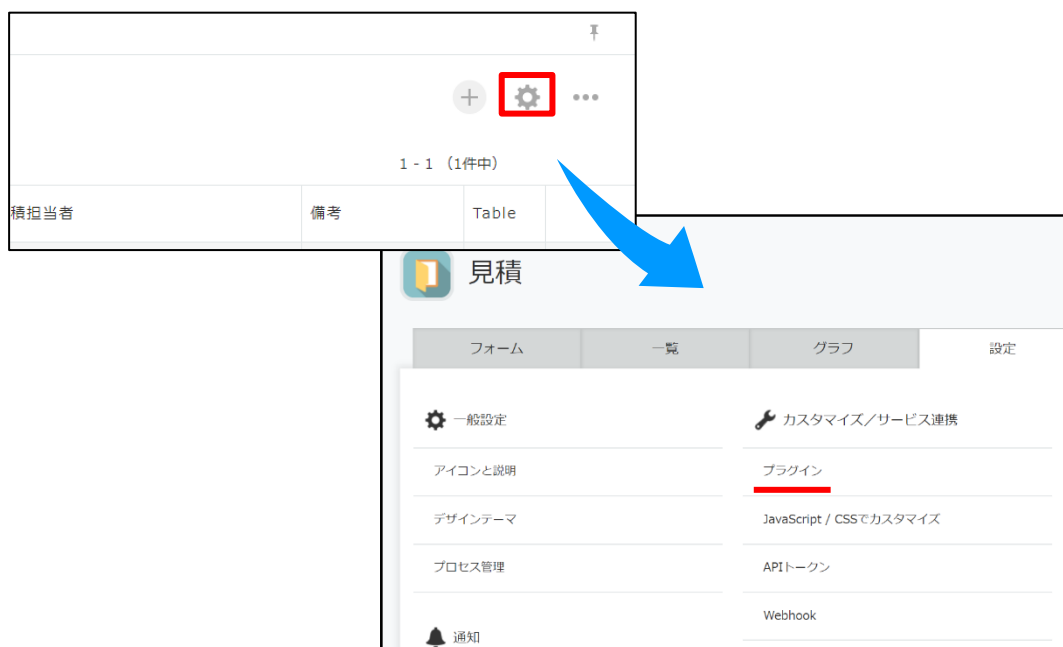 1 - 1 （1件中）
積担当者
備考
Table
見積
フォーム
一覧
グラフ
設定
一般設定
アイコンと説明
デザインテーマ
プロセス管理
通知
カスタマイズ／サービス連携
プラグイン
JavaScript / CSSでカスタマイズ
APIトークン
Webhook